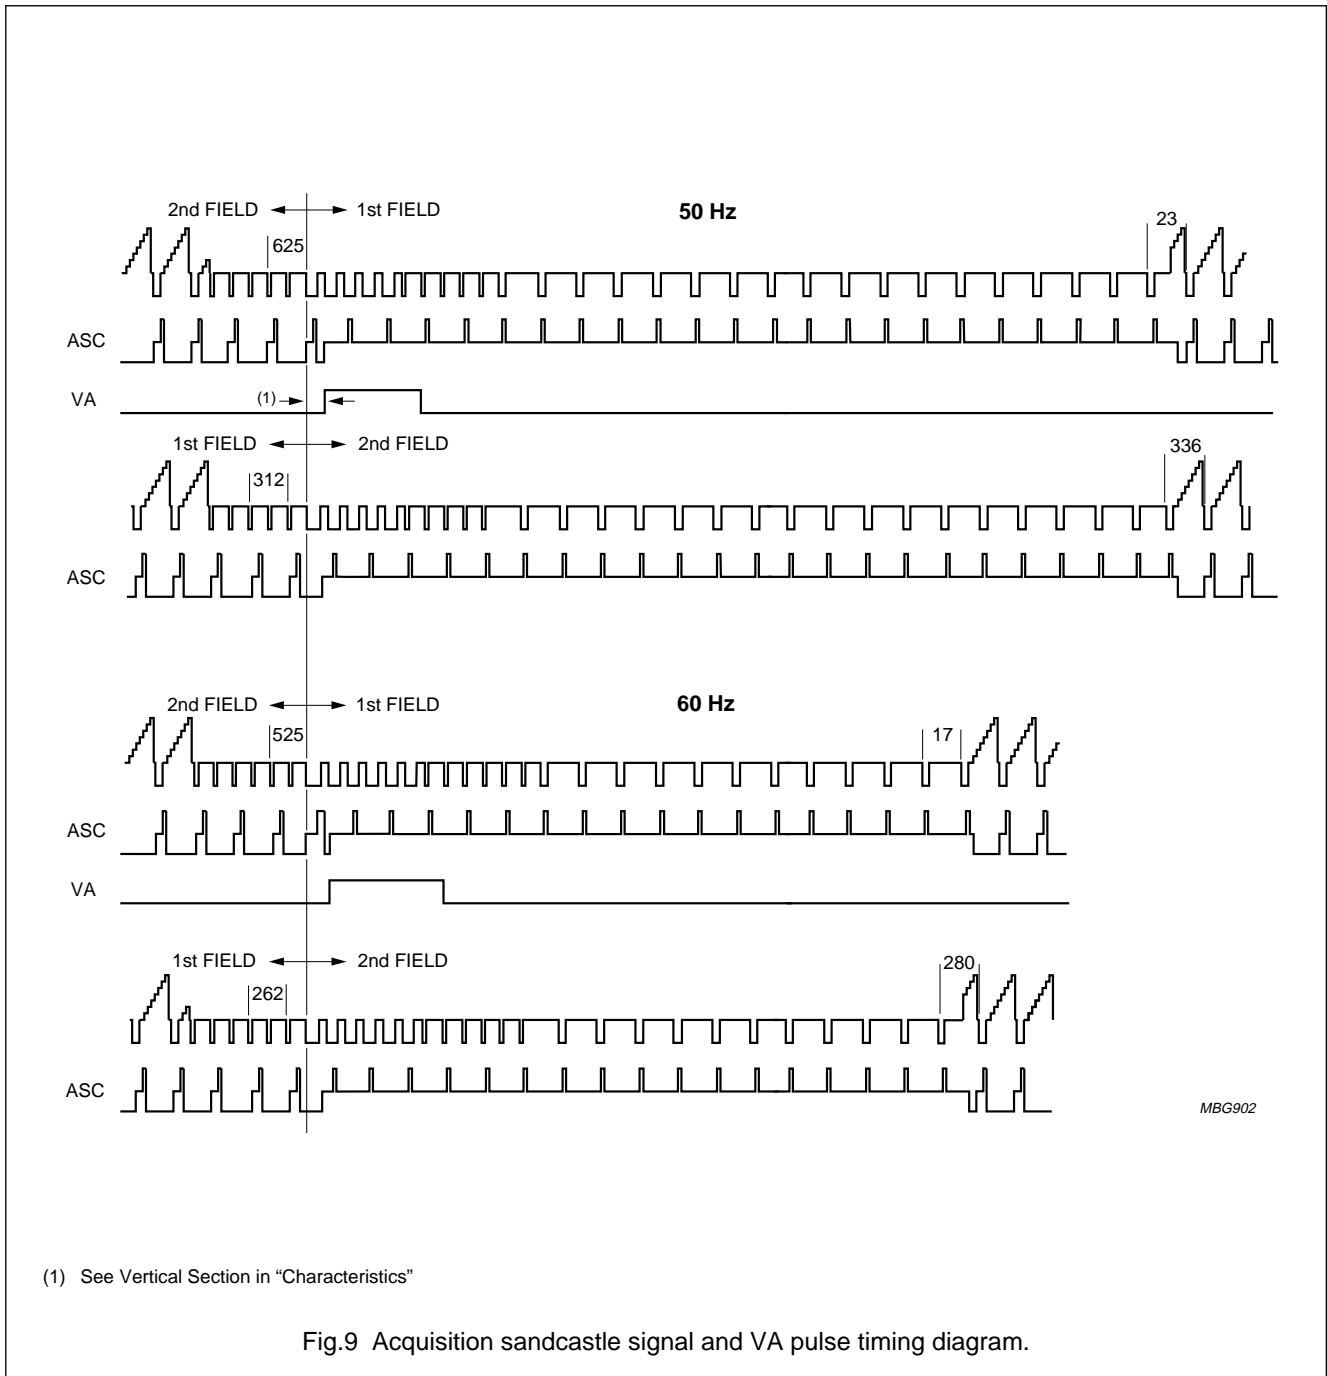 2nd FIELD 1st FIELD 50 Hz
625 23
ASC
VA (1)
1st FIELD 2nd FIELD
312 336
ASC
2nd FIELD 1st FIELD 60 Hz
525 17
ASC
VA
1st FIELD 2nd FIELD
262 280
ASC
MBG902
(1) See Vertical Section in “Characteristics”
Fig.9 Acquisition sandcastle signal and VA pulse timing diagram.